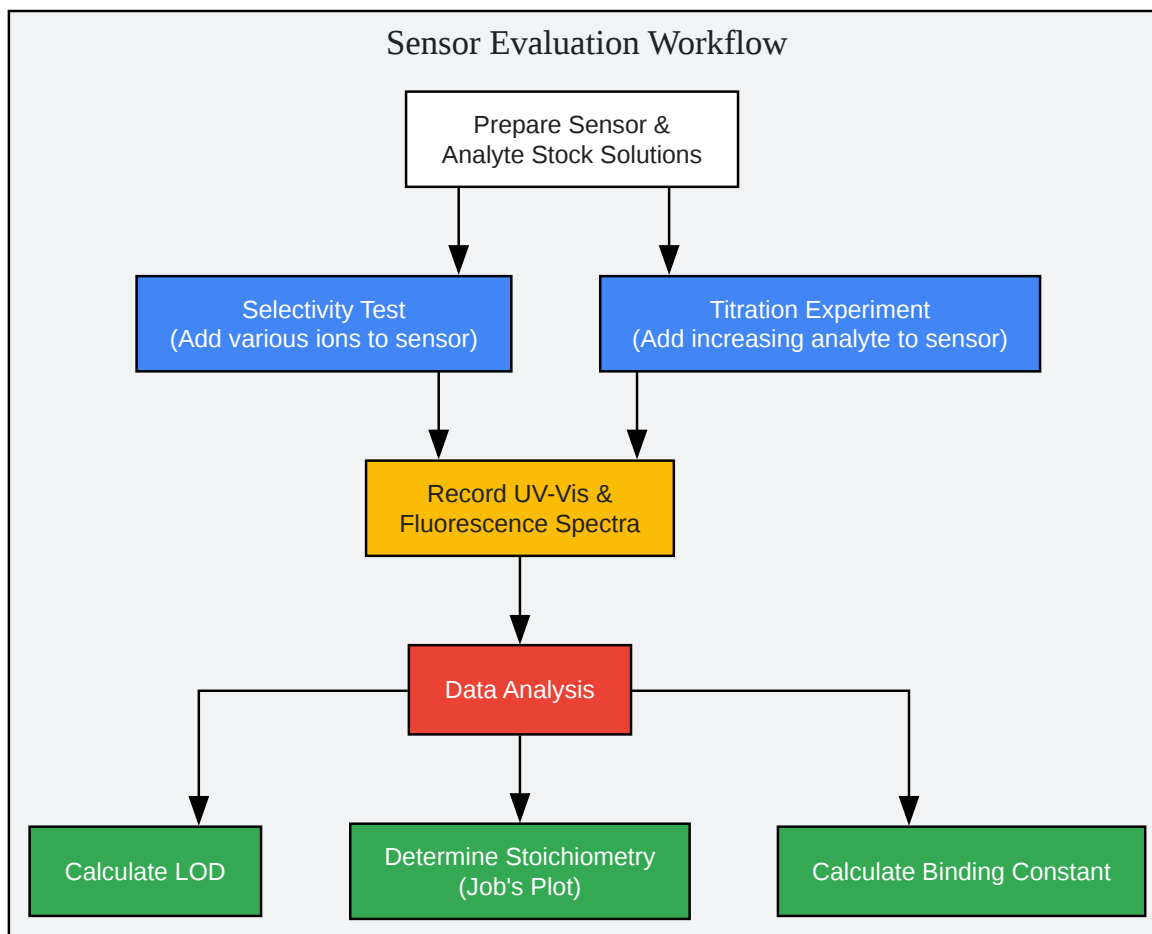 Sensor Evaluation Workflow
Prepare Sensor &
Analyte Stock Solutions
Selectivity Test
(Add various ions to sensor)
Titration Experiment
(Add increasing analyte to sensor)
Record UV-Vis &
Fluorescence Spectra
Data Analysis
Calculate LOD
Determine Stoichiometry
(Job's Plot)
Calculate Binding Constant